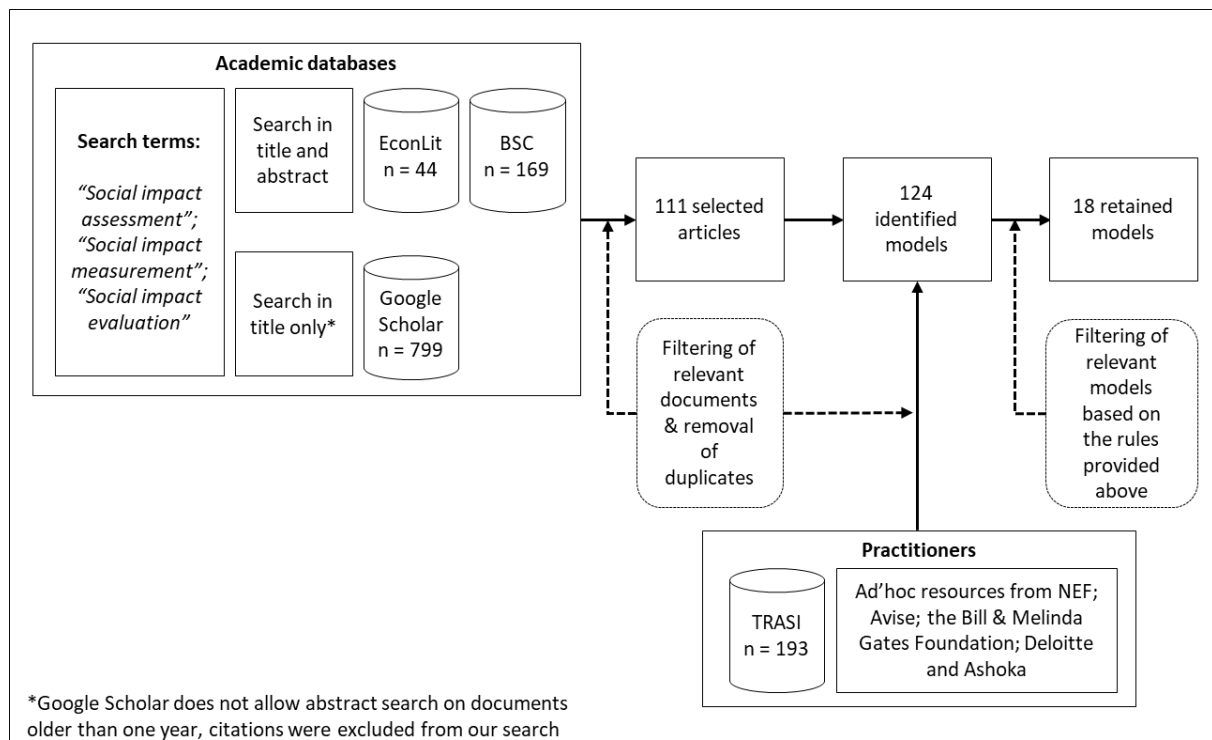 Academic databases
Search terms:
“Social impact
assessment”;
“Social impact
measurement”;
“Social impact
evaluation”
Search in
title and
abstract
EconLit
n = 44
BSC
n = 169
Search in
title only*
Google
Scholar
n = 799
111 selected
articles
124
identified
models
18 retained
models
Filtering of
relevant
documents
& removal
of
duplicates
Filtering of
relevant
models
based on
the rules
provided
above
Practitioners
TRASI
n = 193
Ad’hoc resources from NEF;
Avise; the Bill & Melinda
Gates Foundation; Deloitte
and Ashoka
*Google Scholar does not allow abstract search on documents
older than one year, citations were excluded from our search